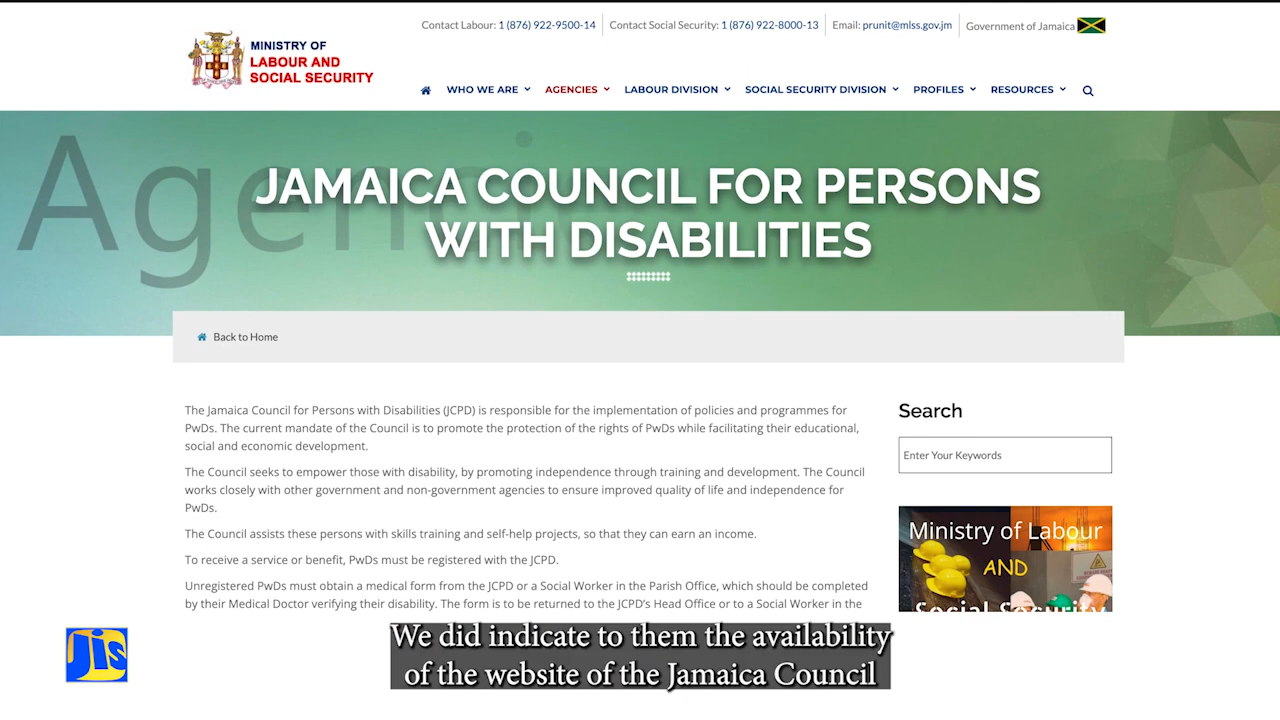 Contact Labour: 1 (876) 922-9500-14 Contact Social Security: 1 (876) 922-8000-13 Email: prunit@mlss.gov.jm Government of Jamaica
MINISTRY OF
LABOUR AND
SOCIAL SECURITY
WHO WE ARE AGENCIES LABOUR DIVISION SOCIAL SECURITY DIVISION PROFILES RESOURCES
Agenci
JAMAICA COUNCIL FOR PERSONS
WITH DISABILITIES
Back to Home
The Jamaica Council for Persons with Disabilities (JCPD) is responsible for the implementation of policies and programmes for
PwDs. The current mandate of the Council is to promote the protection of the rights of PwDs while facilitating their educational,
social and economic development.
The Council seeks to empower those with disability, by promoting independence through training and development. The Council
works closely with other government and non-government agencies to ensure improved quality of life and independence for
PwDs.
The Council assists these persons with skills training and self-help projects, so that they can earn an income.
To receive a service or benefit, PwDs must be registered with the JCPD.
Unregistered PwDs must obtain a medical form from the JCPD or a Social Worker in the Parish Office, which should be completed
by their Medical Doctor verifying their disability. The form is to be returned to the JCPD's Head Office or to a Social Worker in the
Search
Enter Your Keywords
Ministry of Labour
AND
Social Security
JIS
We did indicate to them the availability
of the website of the Jamaica Council